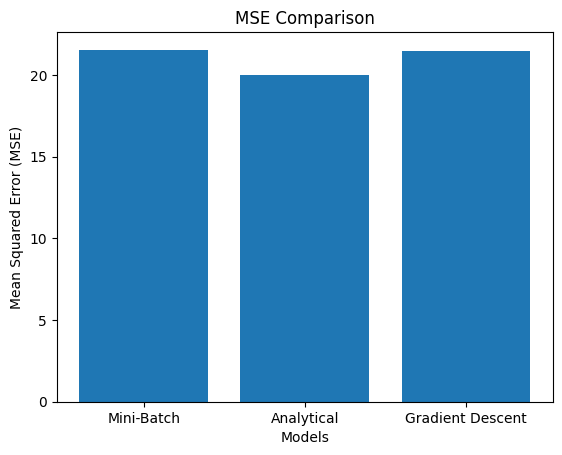 MSE Comparison
Mean Squared Error (MSE)
20
15
10
5
0
Mini-Batch
Analytical
Gradient Descent
Models